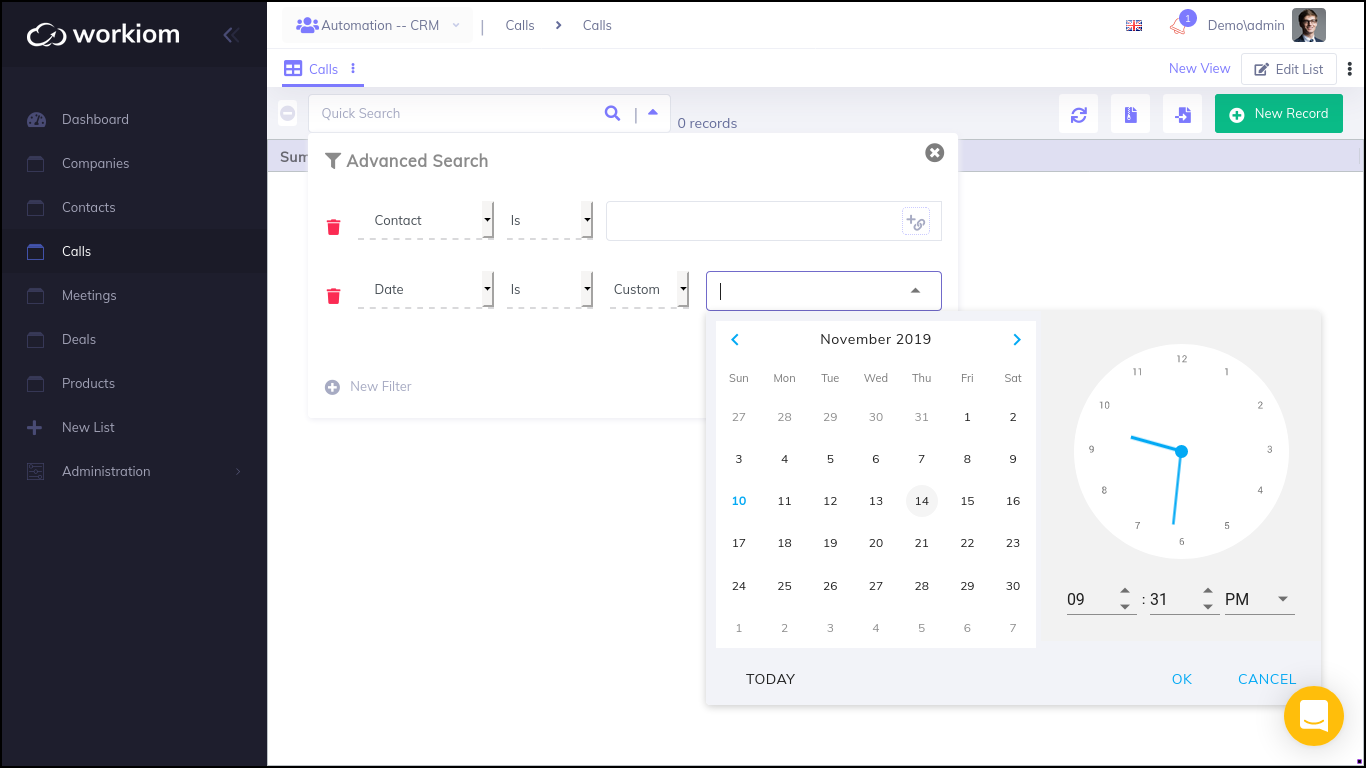 workiom
Automation -- CRM
Calls
Calls
1
Demo\admin
Calls
New View
Edit List
Quick Search
0 records
New Record
Sum
Dashboard
Companies
Contacts
Calls
Meetings
Deals
Products
New List
Administration
Advanced Search
Contact Is
Date Is Custom
New Filter
November 2019
Sun Mon Tue Wed Thu Fri Sat
27 28 29 30 31 1 2
3 4 5 6 7 8 9
10 11 12 13 14 15 16
17 18 19 20 21 22 23
24 25 26 27 28 29 30
1 2 3 4 5 6 7
12
11 1
10 2
9 3
8 4
7 5
6
09 : 31 PM
TODAY
OK
CANCEL